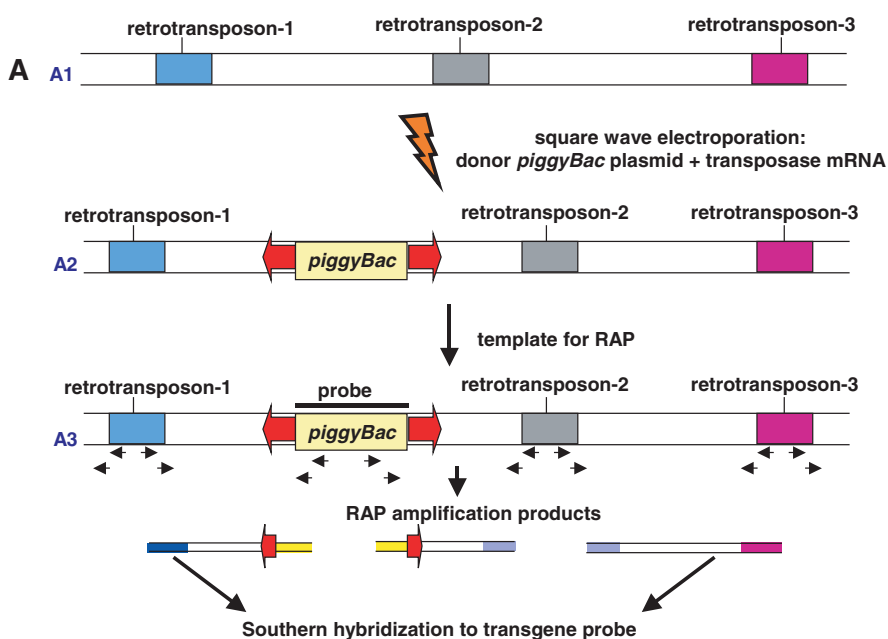 retrotransposon-1 retrotransposon-2 retrotransposon-3
A A1
square wave electroporation:
donor piggyBac plasmid + transposase mRNA
retrotransposon-1 retrotransposon-2 retrotransposon-3
A2 piggyBac
template for RAP
retrotransposon-1 probe retrotransposon-2 retrotransposon-3
A3 piggyBac
RAP amplification products
Southern hybridization to transgene probe